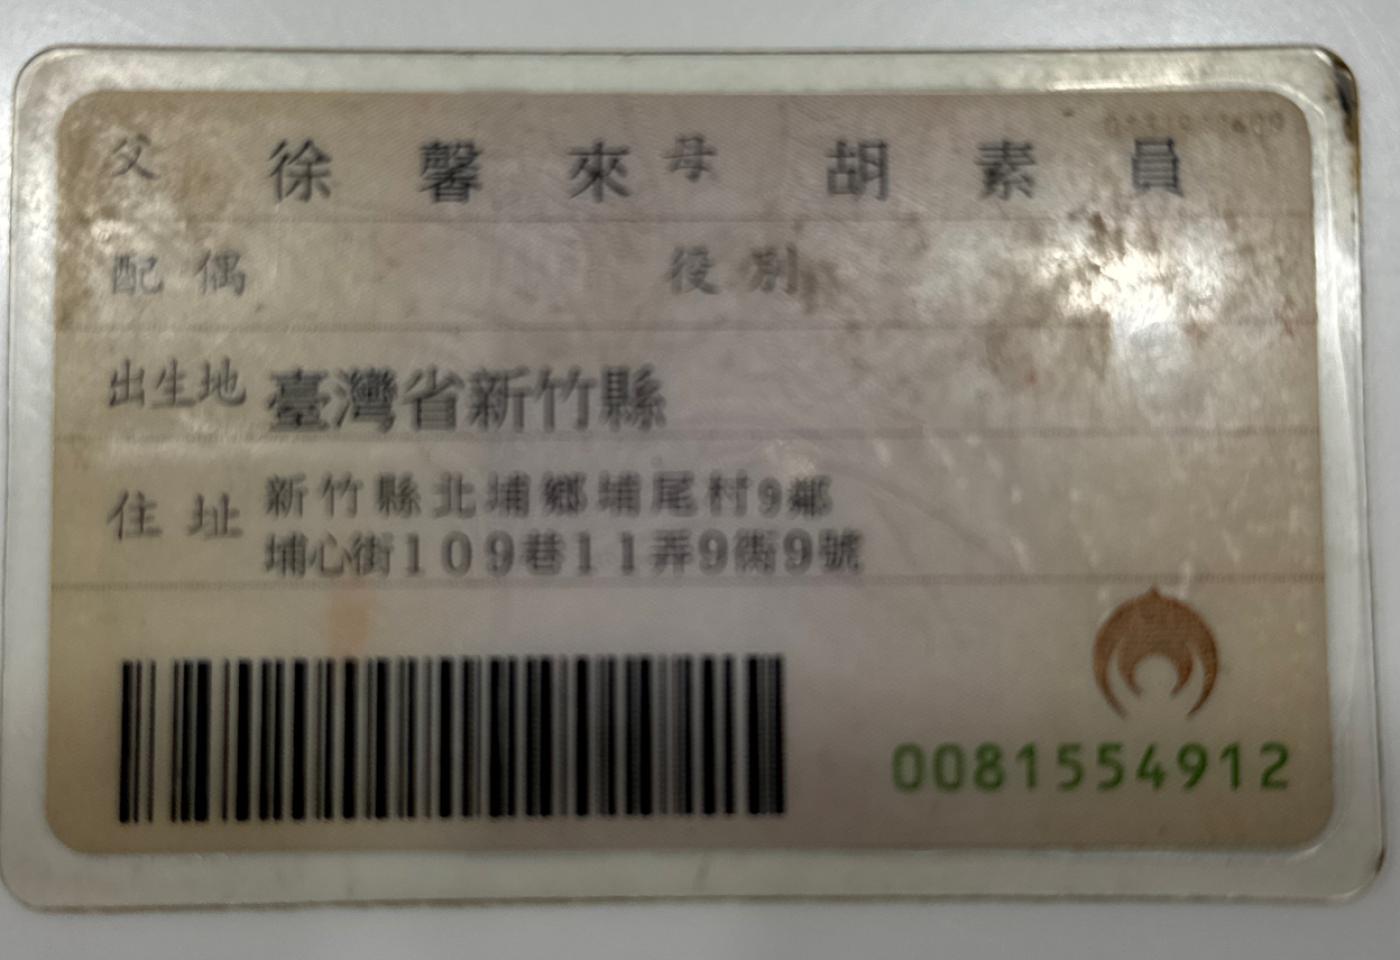 父 徐馨來 母 胡素員
配偶 役別
出生地 臺灣省新竹縣
住址 新竹縣北埔鄉埔尾村9鄰
埔心街109巷11弄9衖9號
0081554912